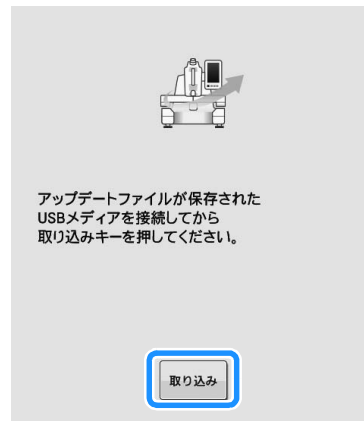 アップデートファイルが保存された
USBメディアを接続してから
取り込みキーを押してください。
取り込み